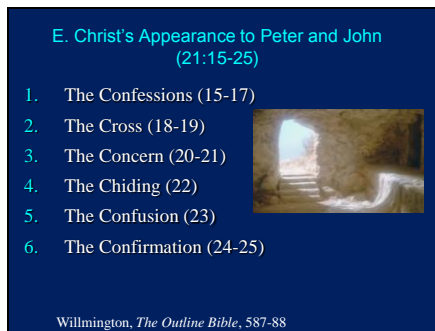 E. Christ's Appearance to Peter and John
(21:15-25)
1. The Confessions (15-17)
2. The Cross (18-19)
3. The Concern (20-21)
4. The Chiding (22)
5. The Confusion (23)
6. The Confirmation (24-25)
Willmington, The Outline Bible, 587-88